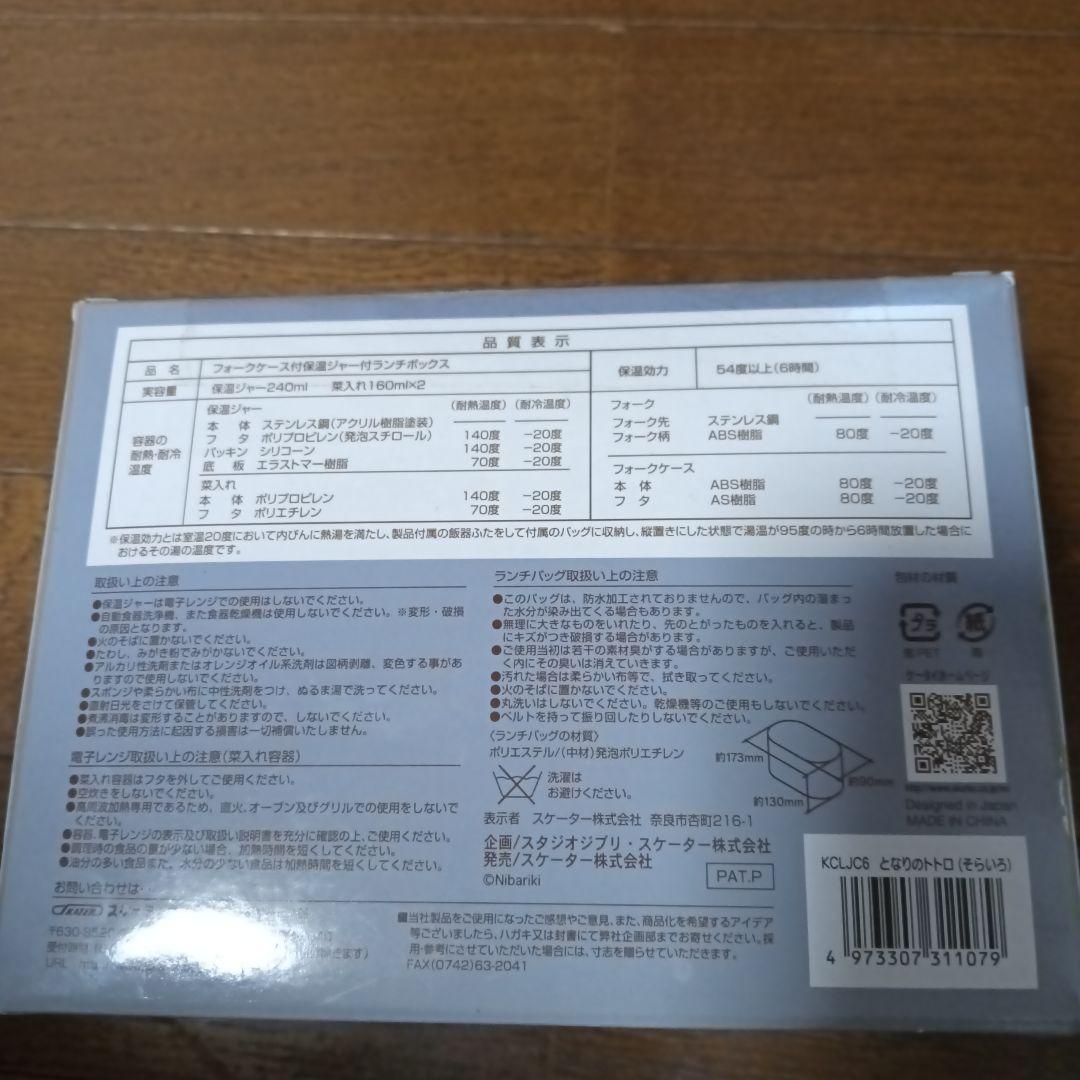 品質表示
品 名 フォークケース付保温ジャー付ランチボックス
実容量 保温ジャー240ml 菜入れ160ml×2
容器の
耐熱・耐冷
温度
保温ジャー (耐熱温度) (耐冷温度)
本 体 ステンレス鋼(アクリル樹脂塗装)
フ タ ポリプロピレン(発泡スチロール) 140度 −20度
パッキン シリコーン 140度 −20度
底 板 エラストマー樹脂 70度 −20度
菜入れ
本 体 ポリプロピレン 140度 −20度
フ タ ポリエチレン 70度 −20度
保温効力 54度以上(6時間)
フォーク (耐熱温度) (耐冷温度)
フォーク先 ステンレス鋼
フォーク柄 ABS樹脂 80度 −20度
フォークケース
本 体 ABS樹脂 80度 −20度
フ タ AS樹脂 80度 −20度
※保温効力とは室温20度において内びんに熱湯を満たし、製品付属の飯器ふたをして付属のバッグに収納し、縦置きにした状態で湯温が95度の時から6時間放置した場合に
おけるその湯の温度です。
取扱い上の注意
●保温ジャーは電子レンジでの使用はしないでください。
●自動食器洗浄機、また食器乾燥機は使用しないでください。※変形・破損
の原因となります。
●火のそばに置かないでください。
●たわし、みがき粉でみがかないでください。
●アルカリ性洗剤またはオレンジオイル系洗剤は図柄剥離、変色する事があ
りますので使用しないでください。
●スポンジや柔らかい布に中性洗剤をつけ、ぬるま湯で洗ってください。
●直射日光をさけて保管してください。
●煮沸消毒は変形することがありますので、しないでください。
●誤った使用方法に起因する損害は一切補償いたしません。
電子レンジ取扱い上の注意(菜入れ容器)
●菜入れ容器はフタを外してご使用ください。
●空炊きをしないでください。
●高周波加熱専用であるため、直火、オーブン及びグリルでの使用をしないで
ください。
●容器、電子レンジの表示及び取扱い説明書を充分に確認の上、ご使用ください。
●調理時の食品の量が少ない場合、加熱時間を短くしてください。
●油分の多い食品また、水分の少ない食品は加熱時間を短くしてください。
お問い合わせは・
SKATER
〒630-8520
受付時間
URL
ランチバッグ取扱い上の注意
●このバッグは、防水加工されておりませんので、バッグ内の溜まっ
た水分が染み出てくる場合もあります。
●無理に大きなものをいれたり、先のとがったものを入れると、製品
にキズがつき破損する場合があります。
●ご使用当初は若干の素材臭がする場合がありますが、ご使用いただ
く内にその臭いは消えていきます。
●汚れた場合は柔らかい布等で、拭き取ってください。
●火のそばに置かないでください。
●丸洗いはしないでください。乾燥機等のご使用もしないでください。
●ベルトを持って振り回したりしないでください。
〈ランチバッグの材質〉
ポリエステル/(中材)発泡ポリエチレン
洗濯は
お避けください。
約173mm
約90mm
約130mm
表示者 スケーター株式会社 奈良市杏町216-1
企画/スタジオジブリ・スケーター株式会社
発売/スケーター株式会社
©Nibariki
PAT.P
■当社製品をご使用になったご感想やご意見、また、商品化を希望するアイデア
等ございましたら、ハガキ又は封書にて弊社企画部までお寄せください。採
用・参考にさせていただいた場合には、寸志を贈らせていただきます。
FAX(0742)63-2041
包材の材質
プラ
紙
窓:PET
ケータイホームページ
Designed in Japan
MADE IN CHINA
KCLJC6 となりのトトロ(そらいろ)
4 973307 311079